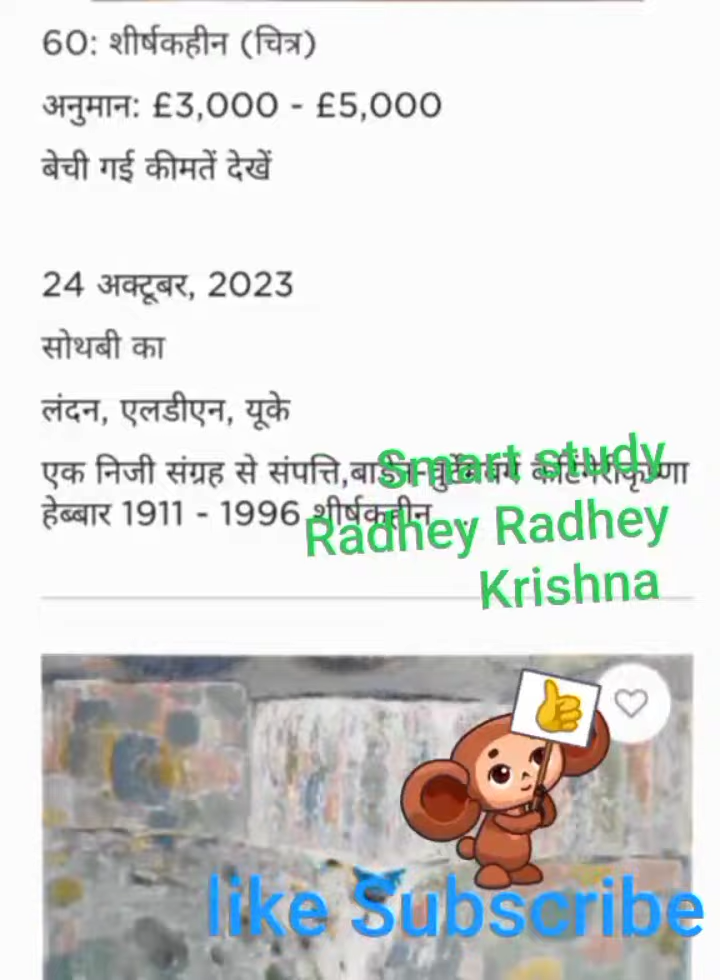 60: शीर्षकहीन (चित्र)
अनुमान: £3,000 - £5,000
बेची गई कीमतें देखें
24 अक्टूबर, 2023
सोथबी का
लंदन, एलडीएन, यूके
एक निजी संग्रह से संपत्ति,
हेब्बार 1911 - 1996 शीर्षकहीन
Smart study
Radhey Radhey
Krishna
like Subscribe